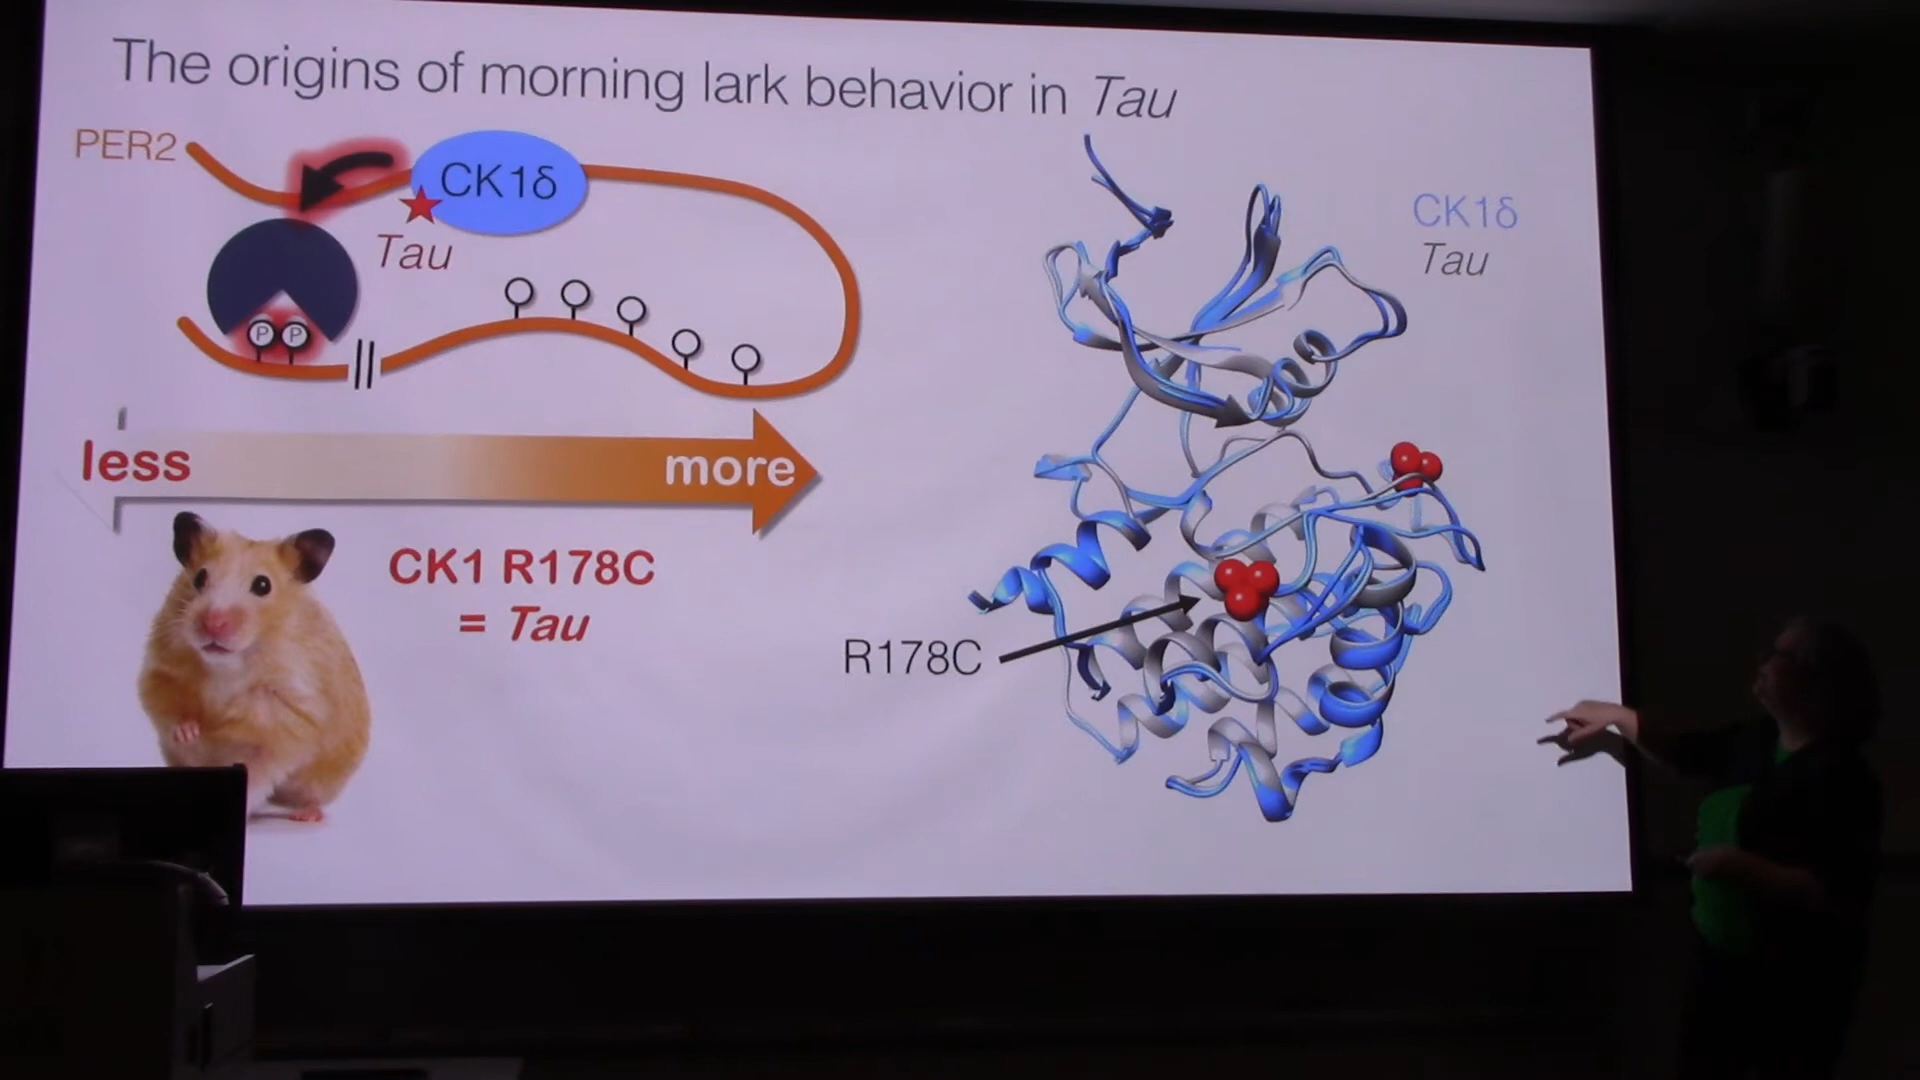 The origins of morning lark behavior in Tau
PER2
CK1δ
Tau
P P
less
more
CK1 R178C
= Tau
CK1δ
Tau
R178C